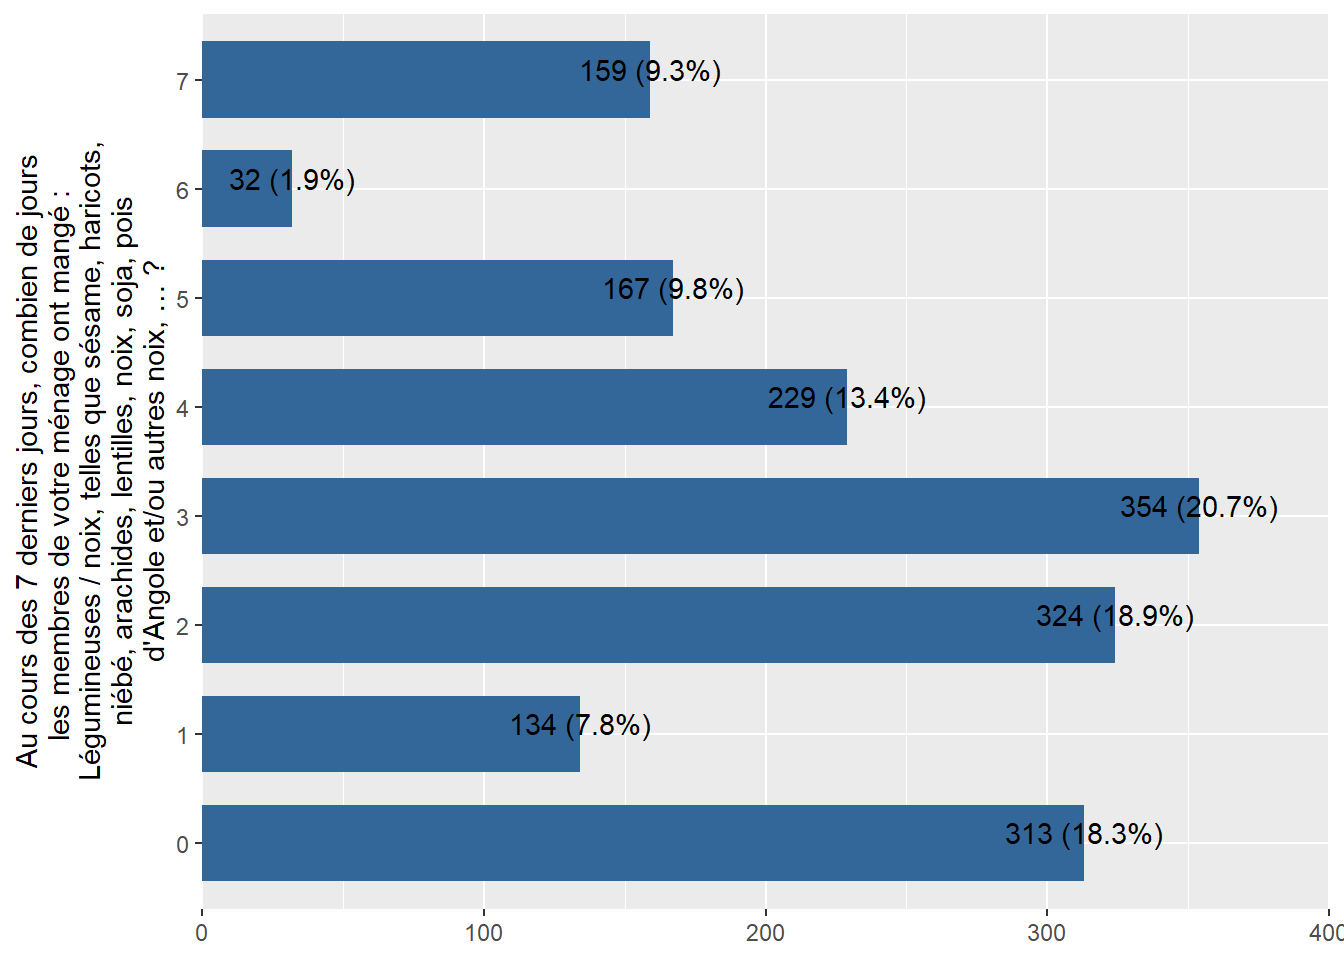 Au cours des 7 derniers jours, combien de jours
les membres de votre ménage ont mangé :
Légumineuses / noix, telles que sésame, haricots,
niébé, arachides, lentilles, noix, soja, pois
d'Angole et/ou autres noix, … ?
7
159 (9.3%)
6
32 (1.9%)
5
167 (9.8%)
4
229 (13.4%)
3
354 (20.7%)
2
324 (18.9%)
1
134 (7.8%)
0
313 (18.3%)
0 100 200 300 400